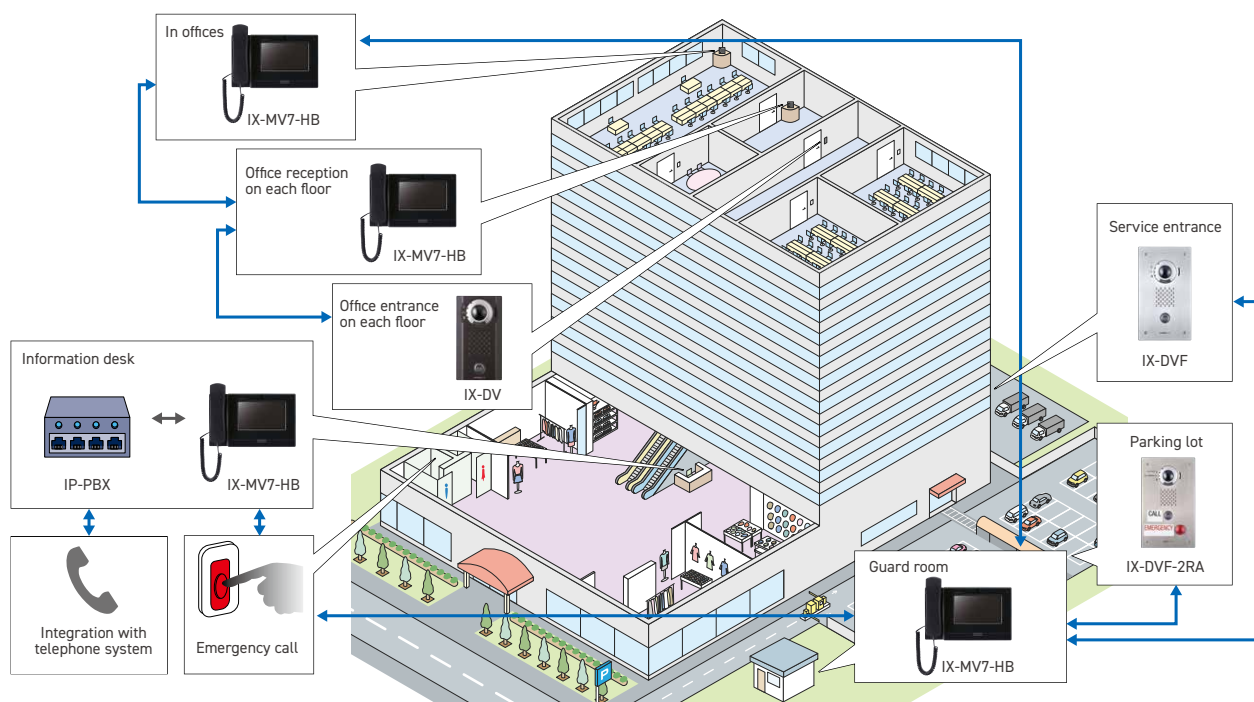 In offices
IX-MV7-HB
Office reception
on each floor
IX-MV7-HB
Office entrance
on each floor
IX-DV
Information desk
IP-PBX
IX-MV7-HB
Integration with
telephone system
Emergency call
Service entrance
IX-DVF
Parking lot
CALL
EMERGENCY
IX-DVF-2RA
Guard room
IX-MV7-HB
P